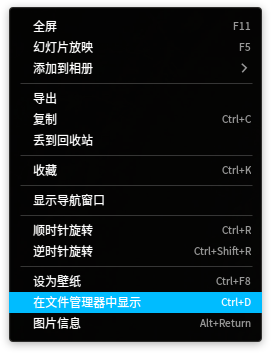 全屏 F11
幻灯片放映 F5
添加到相册
导出
复制 Ctrl+C
丢到回收站
收藏 Ctrl+K
显示导航窗口
顺时针旋转 Ctrl+R
逆时针旋转 Ctrl+Shift+R
设为壁纸 Ctrl+F8
在文件管理器中显示 Ctrl+D
图片信息 Alt+Return